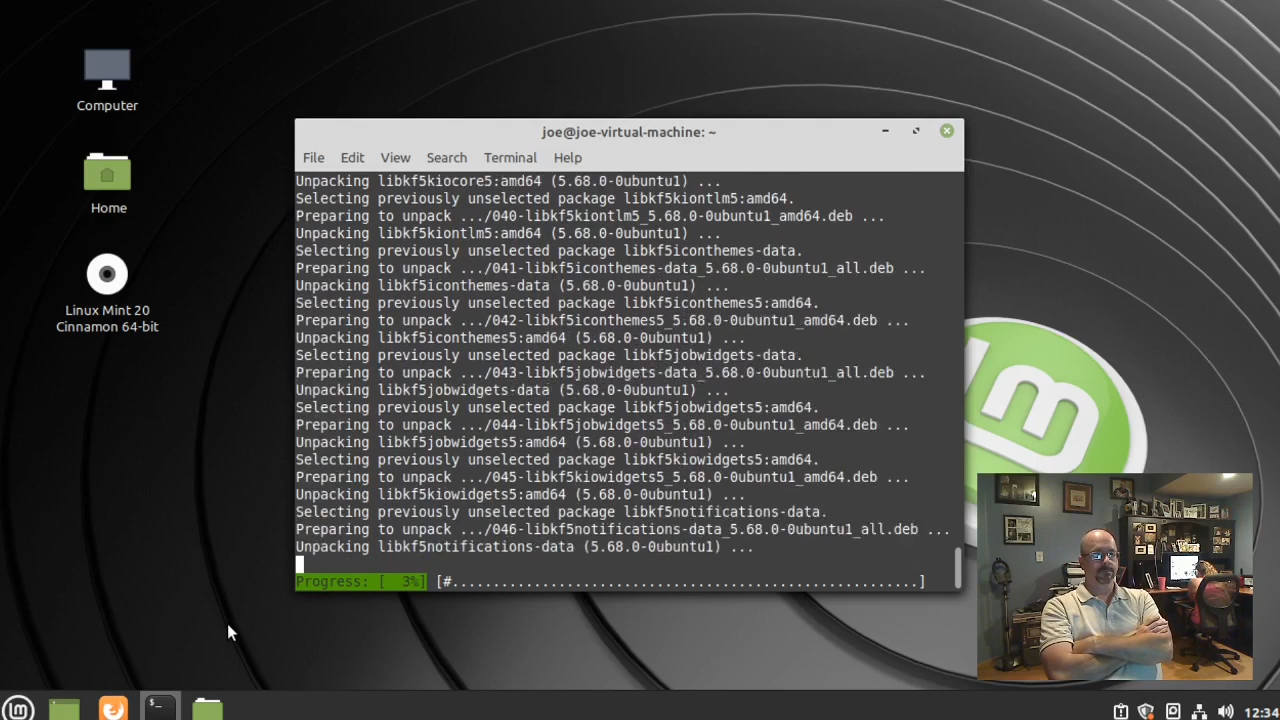 Computer
Home
Linux Mint 20
Cinnamon 64-bit
joe@joe-virtual-machine: ~
File Edit View Search Terminal Help
Unpacking libkf5kiocore5:amd64 (5.68.0-0ubuntu1) ...
Selecting previously unselected package libkf5kiontlm5:amd64.
Preparing to unpack .../040-libkf5kiontlm5_5.68.0-0ubuntu1_amd64.deb ...
Unpacking libkf5kiontlm5:amd64 (5.68.0-0ubuntu1) ...
Selecting previously unselected package libkf5iconthemes-data.
Preparing to unpack .../041-libkf5iconthemes-data_5.68.0-0ubuntu1_all.deb ...
Unpacking libkf5iconthemes-data (5.68.0-0ubuntu1) ...
Selecting previously unselected package libkf5iconthemes5:amd64.
Preparing to unpack .../042-libkf5iconthemes5_5.68.0-0ubuntu1_amd64.deb ...
Unpacking libkf5iconthemes5:amd64 (5.68.0-0ubuntu1) ...
Selecting previously unselected package libkf5jobwidgets-data.
Preparing to unpack .../043-libkf5jobwidgets-data_5.68.0-0ubuntu1_all.deb ...
Unpacking libkf5jobwidgets-data (5.68.0-0ubuntu1) ...
Selecting previously unselected package libkf5jobwidgets5:amd64.
Preparing to unpack .../044-libkf5jobwidgets5_5.68.0-0ubuntu1_amd64.deb ...
Unpacking libkf5jobwidgets5:amd64 (5.68.0-0ubuntu1) ...
Selecting previously unselected package libkf5kiowidgets5:amd64.
Preparing to unpack .../045-libkf5kiowidgets5_5.68.0-0ubuntu1_amd64.deb ...
Unpacking libkf5kiowidgets5:amd64 (5.68.0-0ubuntu1) ...
Selecting previously unselected package libkf5notifications-data.
Preparing to unpack .../046-libkf5notifications-data_5.68.0-0ubuntu1_all.deb ...
Unpacking libkf5notifications-data (5.68.0-0ubuntu1) ...
Progress: [  3%] [#.........................................................]
lm
12:34